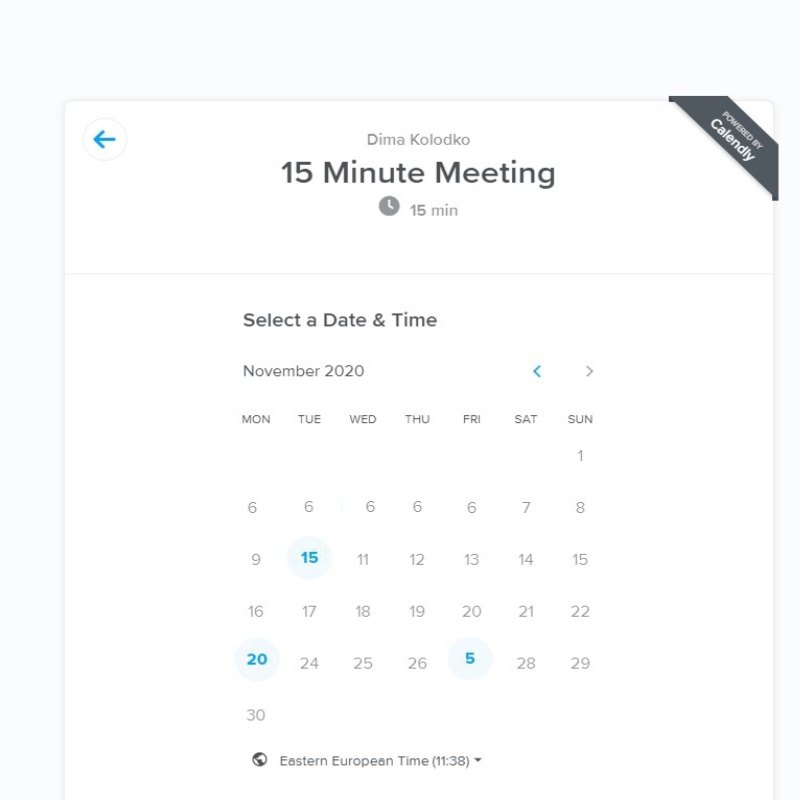 POWERED BY
Calendly
Dima Kolodko
15 Minute Meeting
15 min
Select a Date & Time
November 2020
MON TUE WED THU FRI SAT SUN
1
6 6 6 6 6 7 8
9 15 11 12 13 14 15
16 17 18 19 20 21 22
20 24 25 26 5 28 29
30
Eastern European Time (11:38)